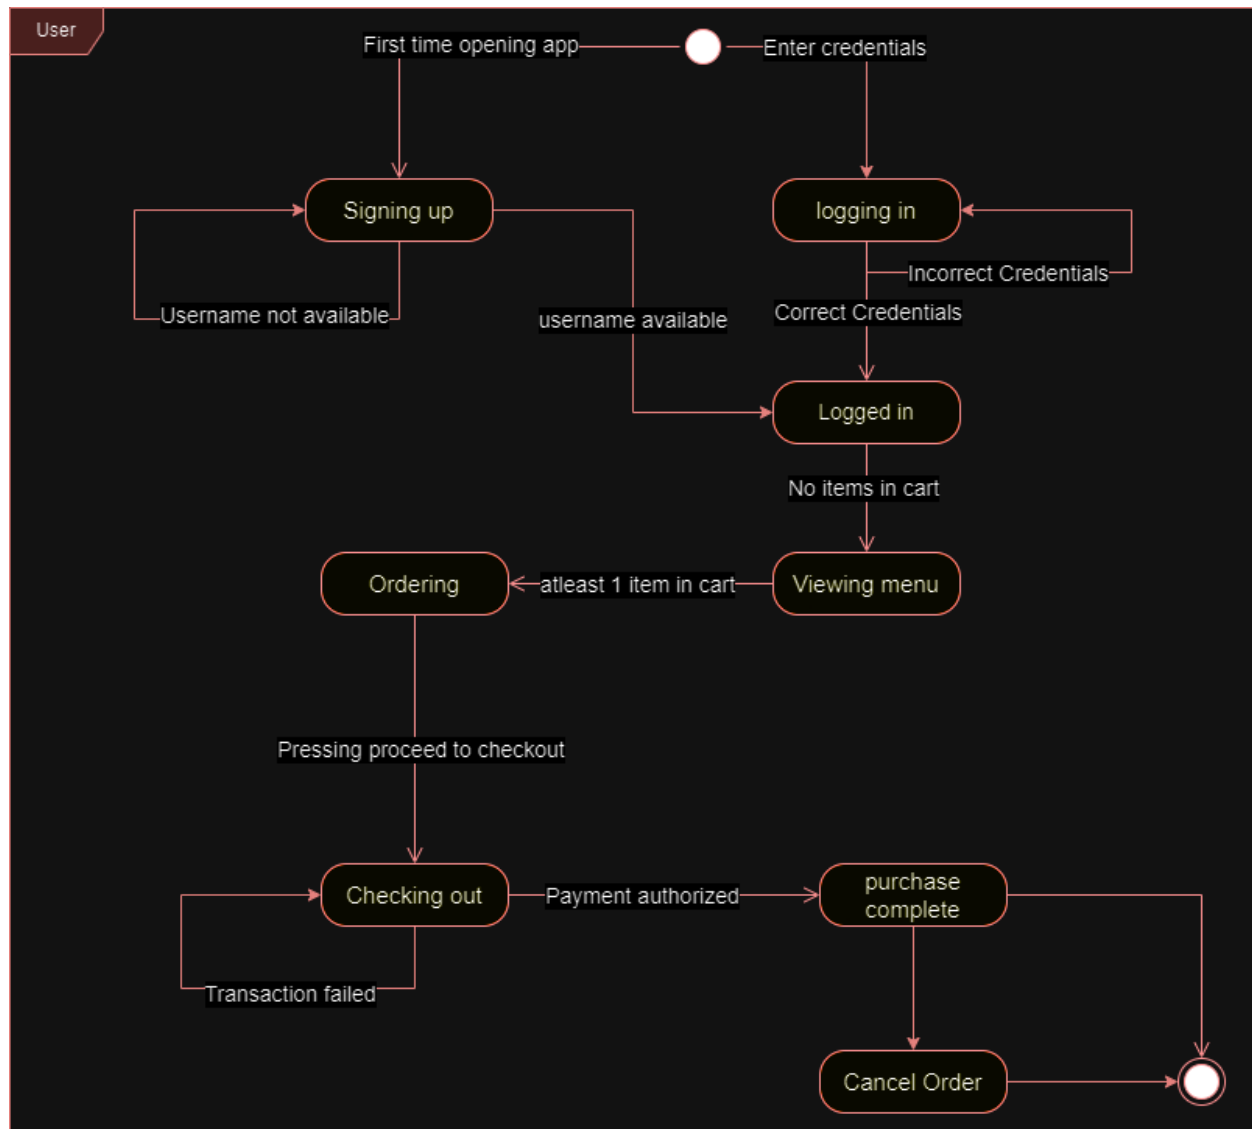 User
First time opening app
Enter credentials
Signing up
logging in
Incorrect Credentials
Username not available
username available
Correct Credentials
Logged in
No items in cart
Ordering
atleast 1 item in cart
Viewing menu
Pressing proceed to checkout
Checking out
Payment authorized
purchase
complete
Transaction failed
Cancel Order